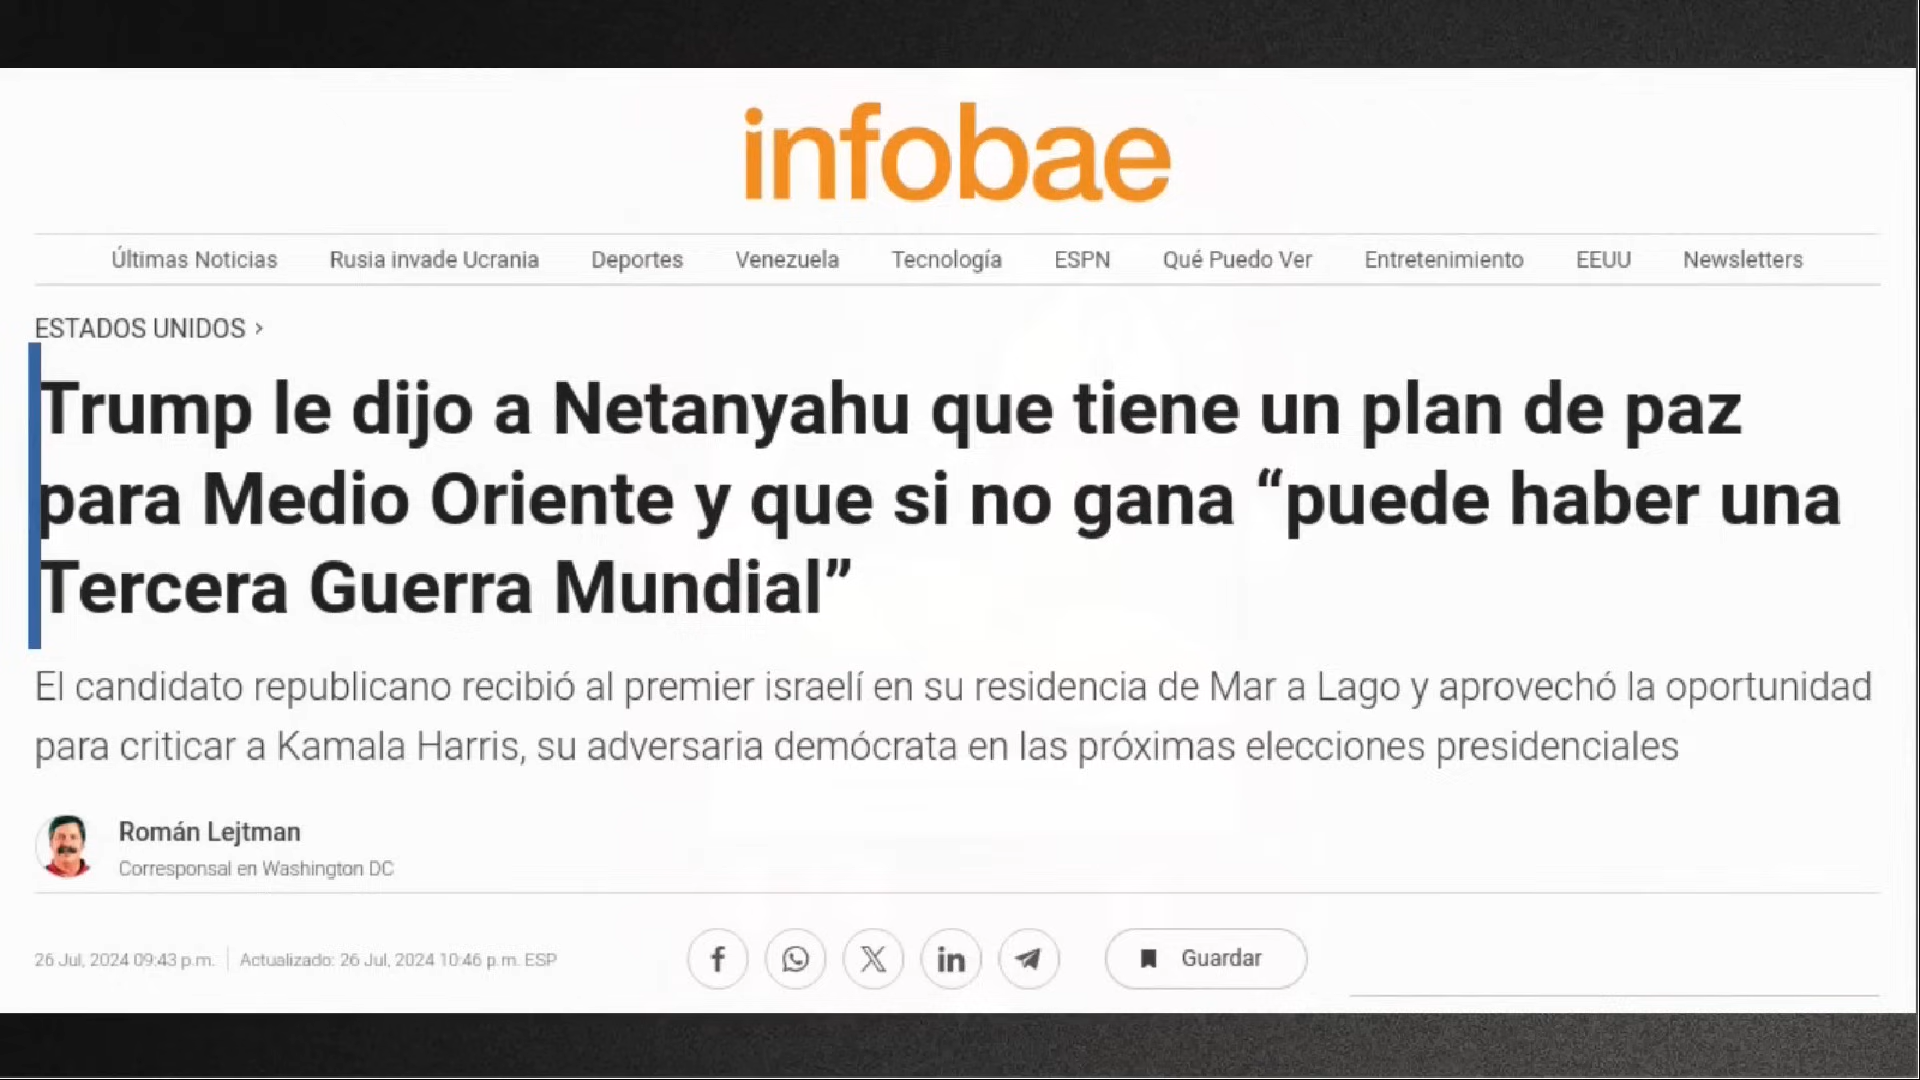 infobae
Últimas Noticias Rusia invade Ucrania Deportes Venezuela Tecnología ESPN Qué Puedo Ver Entretenimiento EEUU Newsletters
ESTADOS UNIDOS ›
Trump le dijo a Netanyahu que tiene un plan de paz
para Medio Oriente y que si no gana “puede haber una
Tercera Guerra Mundial”
El candidato republicano recibió al premier israelí en su residencia de Mar a Lago y aprovechó la oportunidad
para criticar a Kamala Harris, su adversaria demócrata en las próximas elecciones presidenciales
Román Lejtman
Corresponsal en Washington DC
26 Jul, 2024 09:43 p.m. Actualizado: 26 Jul, 2024 10:46 p.m. ESP
Guardar